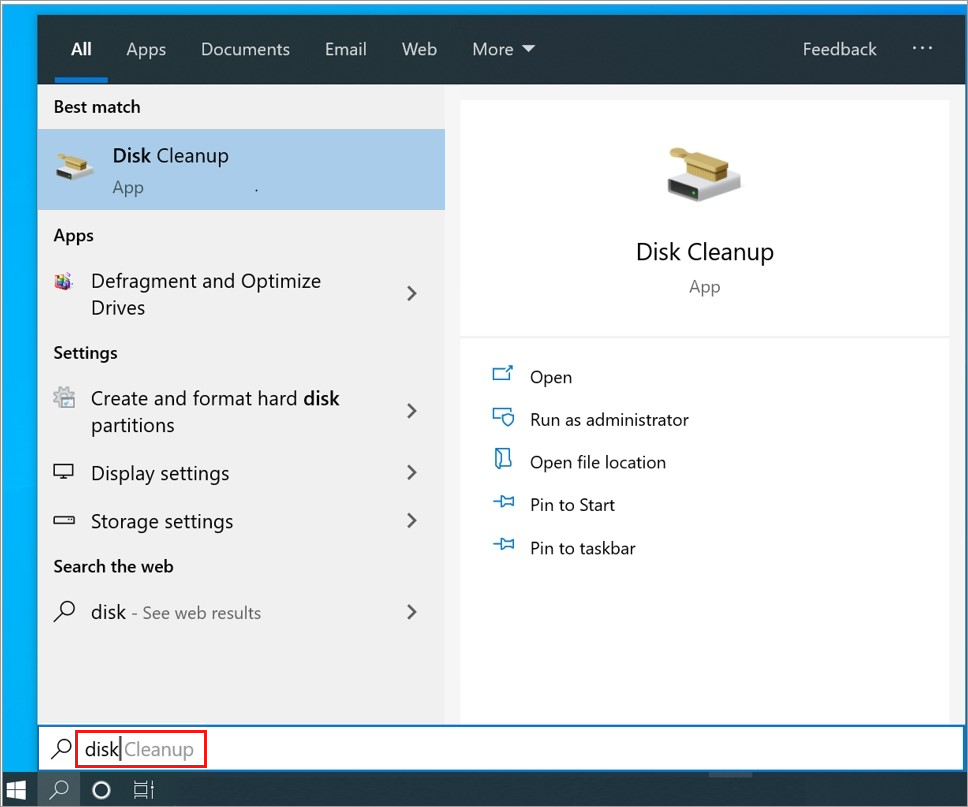 All Apps Documents Email Web More Feedback ...
Best match
Disk Cleanup
App
Apps
Defragment and Optimize
Drives
Settings
Create and format hard disk
partitions
Display settings
Storage settings
Search the web
disk - See web results
Disk Cleanup
App
Open
Run as administrator
Open file location
Pin to Start
Pin to taskbar
disk Cleanup